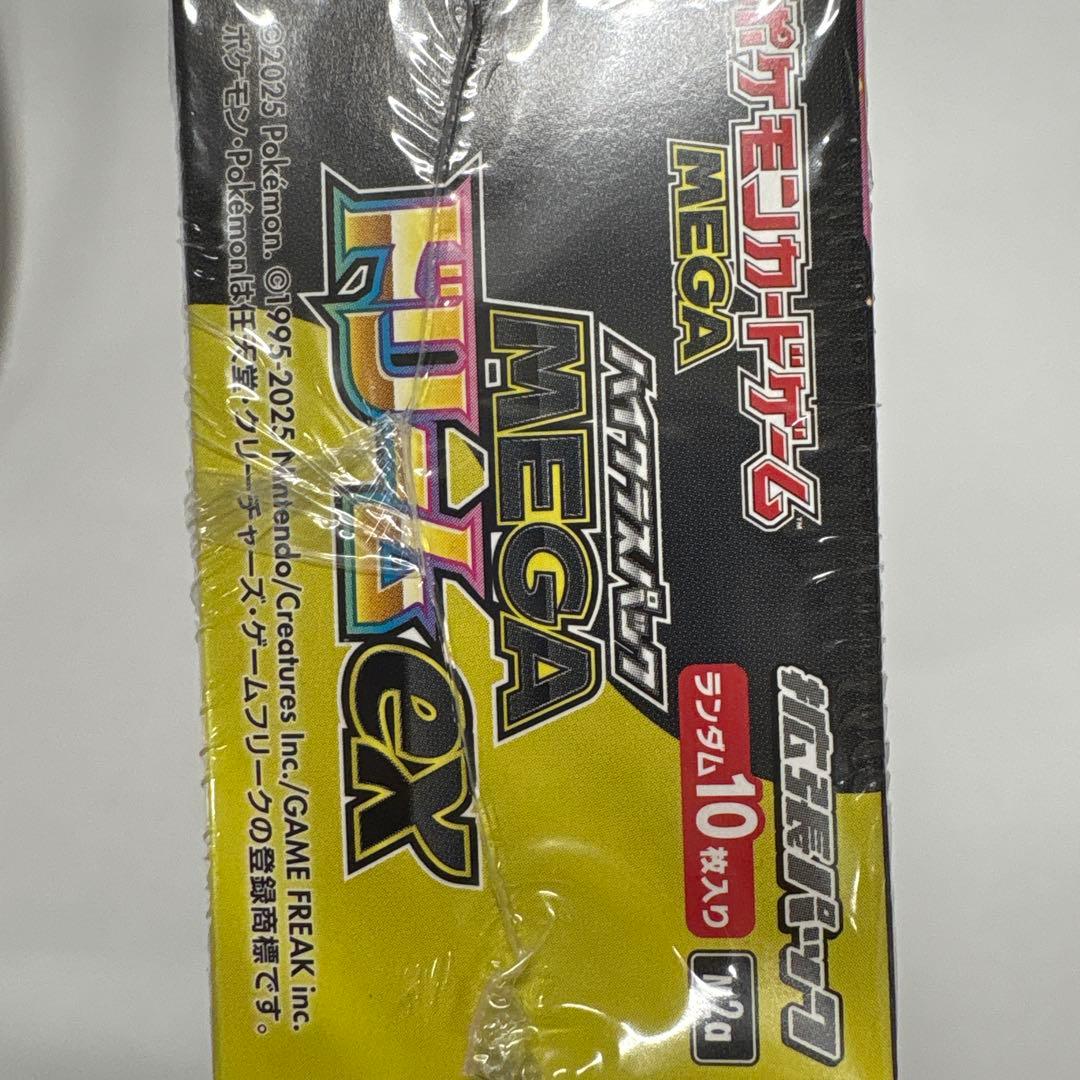 ポケモンカードゲーム™
MEGA
拡張パック
ハイクラスパック
MEGA
ドリームex
ランダム10枚入り
M2a
©2025 Pokémon. ©1995-2025 Nintendo/Creatures Inc./GAME FREAK inc.
ポケモン・Pokémonは任天堂・クリーチャーズ・ゲームフリークの登録商標です。